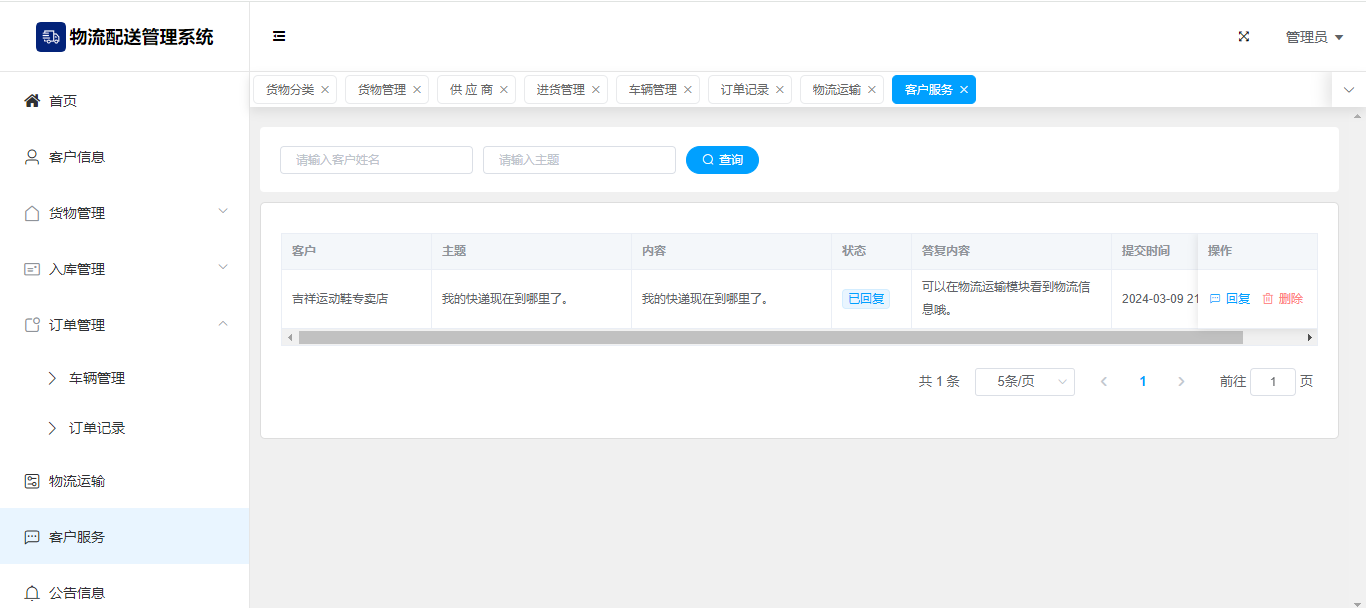 物流配送管理系统
管理员
货物分类 货物管理 供 应 商 进货管理 车辆管理 订单记录 物流运输 客户服务
首页
客户信息
货物管理
入库管理
订单管理
车辆管理
订单记录
物流运输
客户服务
公告信息
请输入客户姓名 请输入主题 查询
客户 主题 内容 状态 答复内容 提交时间 操作
吉祥运动鞋专卖店 我的快递现在到哪里了。 我的快递现在到哪里了。 已回复 可以在物流运输模块看到物流信
息哦。 2024-03-09 21 回复 删除
共 1 条 5条/页 1 前往 1 页